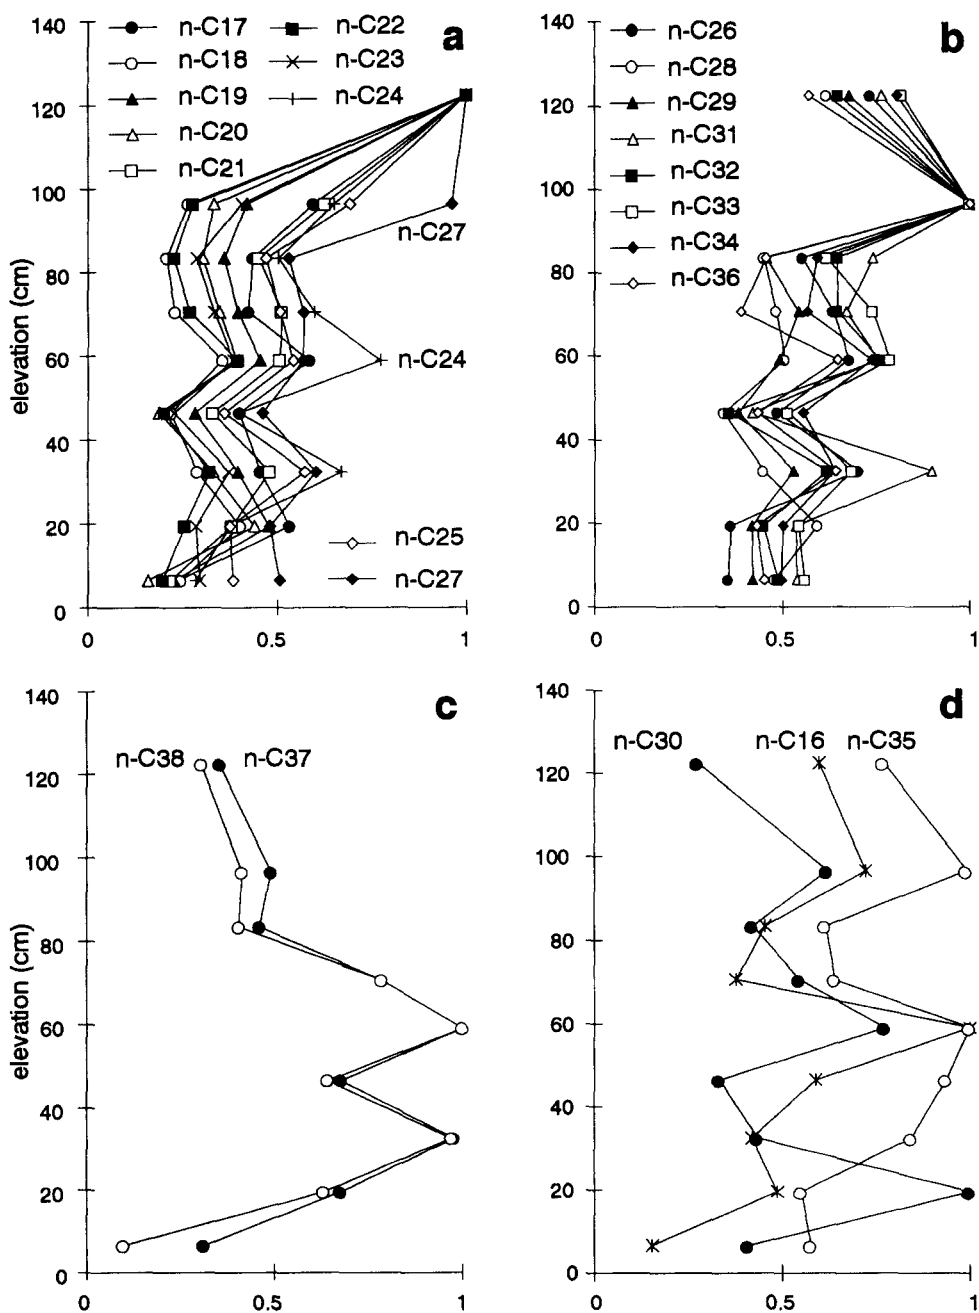 a
140
120
100
80
60
40
20
0
elevation (cm)
n-C17
n-C18
n-C19
n-C20
n-C21
n-C22
n-C23
n-C24
n-C27
n-C24
n-C25
n-C27
0
0.5
1
b
140
120
100
80
60
40
20
0
n-C26
n-C28
n-C29
n-C31
n-C32
n-C33
n-C34
n-C36
0
0.5
1
c
140
120
100
80
60
40
20
0
elevation (cm)
n-C38
n-C37
0
0.5
1
d
140
120
100
80
60
40
20
0
n-C30
n-C16
n-C35
0
0.5
1